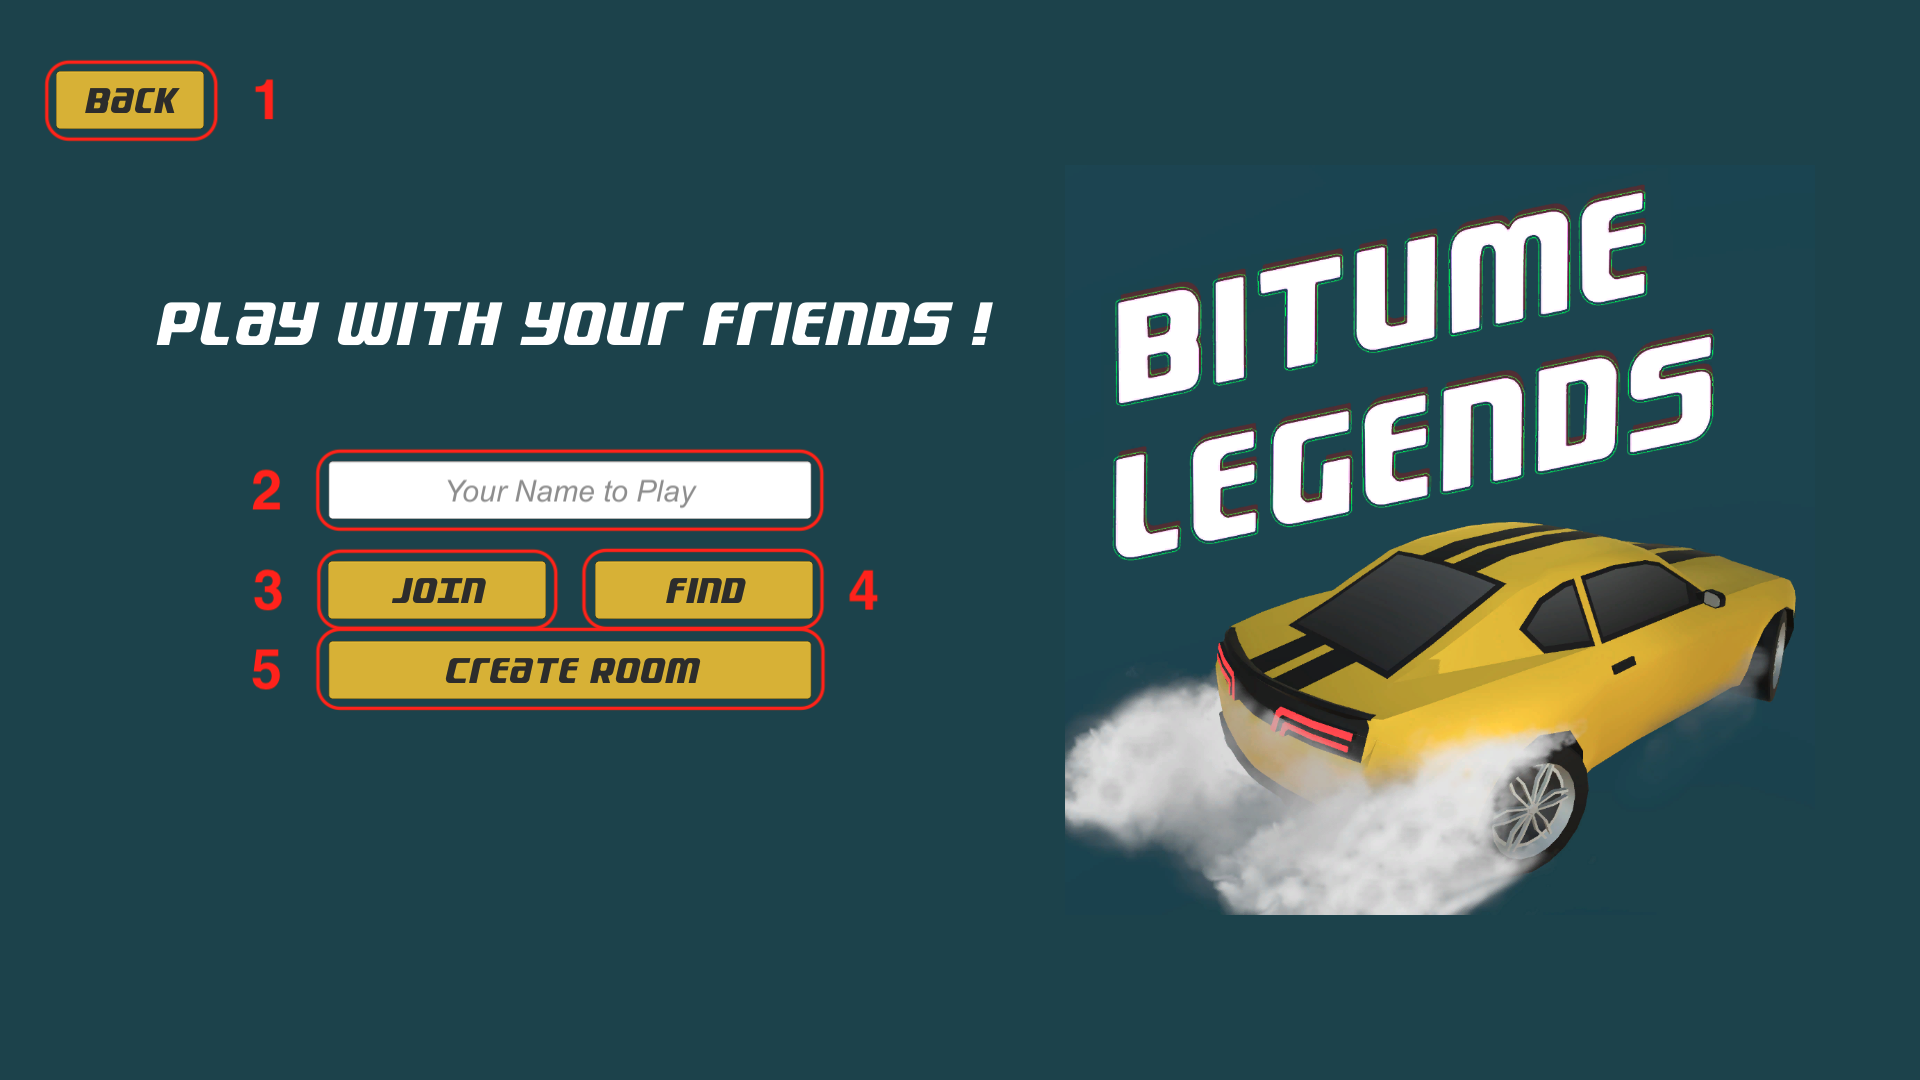 BACK 1
PLAY WITH YOUR FRIENDS !
2 Your Name to Play
3 JOIN FIND 4
5 CREATE ROOM
BITUME
LEGENDS